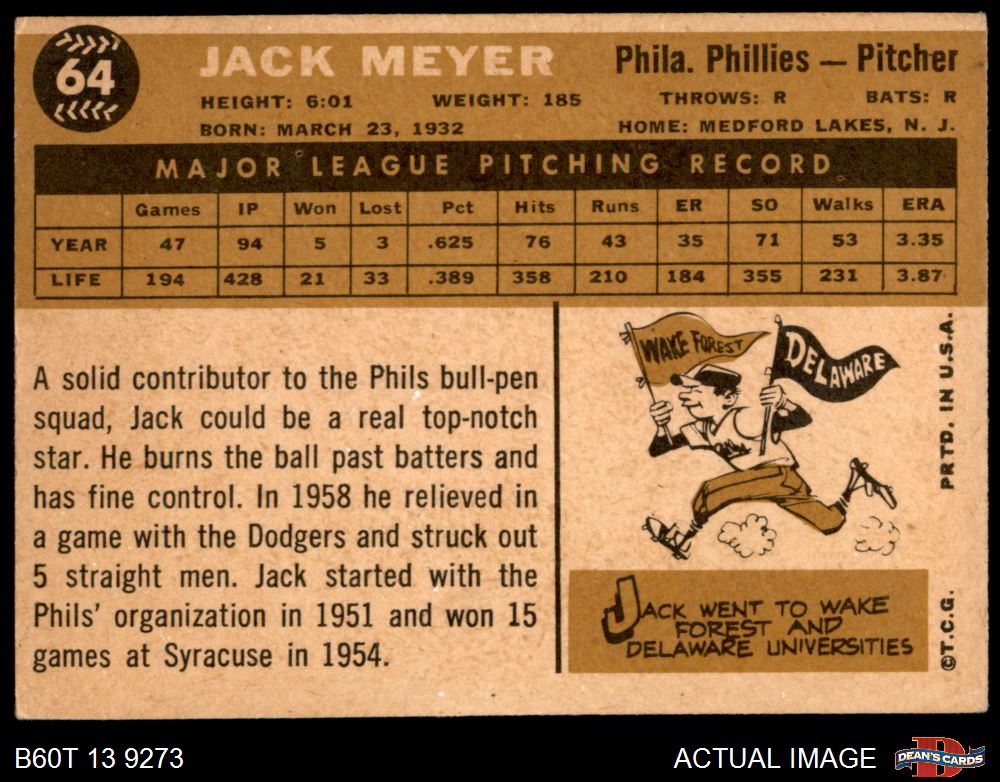 64
JACK MEYER
Phila. Phillies — Pitcher
HEIGHT: 6:01 WEIGHT: 185 THROWS: R BATS: R
BORN: MARCH 23, 1932 HOME: MEDFORD LAKES, N. J.
MAJOR LEAGUE PITCHING RECORD
Games IP Won Lost Pct Hits Runs ER SO Walks ERA
YEAR 47 94 5 3 .625 76 43 35 71 53 3.35
LIFE 194 428 21 33 .389 358 210 184 355 231 3.87
A solid contributor to the Phils bull-pen
squad, Jack could be a real top-notch
star. He burns the ball past batters and
has fine control. In 1958 he relieved in
a game with the Dodgers and struck out
5 straight men. Jack started with the
Phils' organization in 1951 and won 15
games at Syracuse in 1954.
WAKE FOREST
DELAWARE
JACK WENT TO WAKE
FOREST AND
DELAWARE UNIVERSITIES
PRTD. IN U.S.A.
©T.C.G.
B60T 13 9273
ACTUAL IMAGE
DEAN'S CARDS